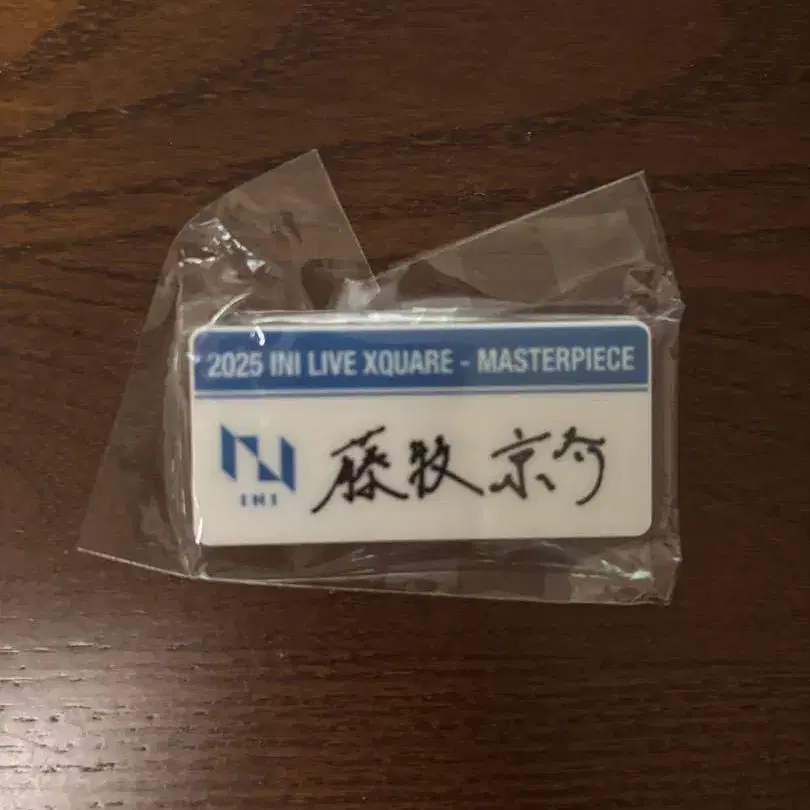 2025 INI LIVE XQUARE - MASTERPIECE
藤牧 京介
INI